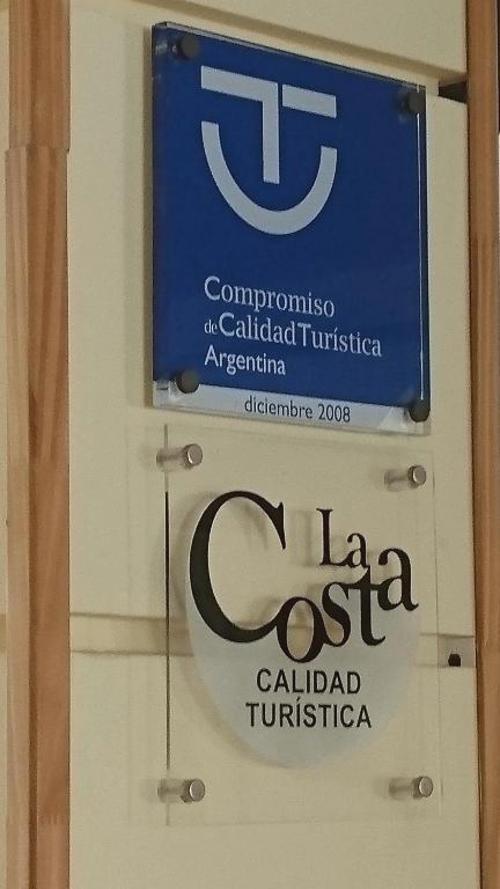 Compromiso
de Calidad Turística
Argentina
diciembre 2008
La
Costa
CALIDAD
TURÍSTICA